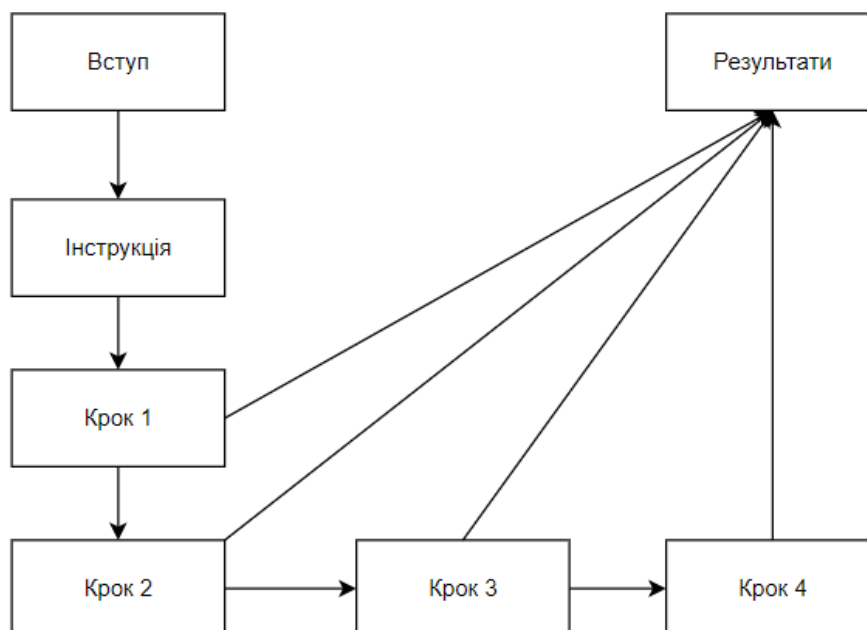 Вступ
Результати
Інструкція
Крок 1
Крок 2
Крок 3
Крок 4